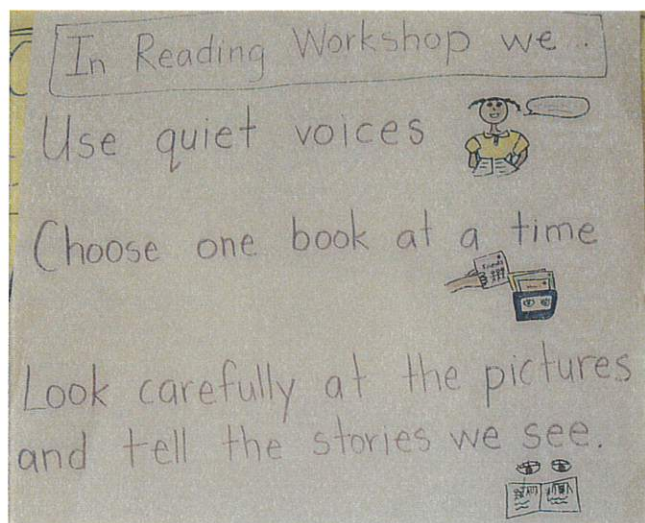 In Reading Workshop we..
Use quiet voices
Choose one book at a time
Look carefully at the pictures
and tell the stories we see.